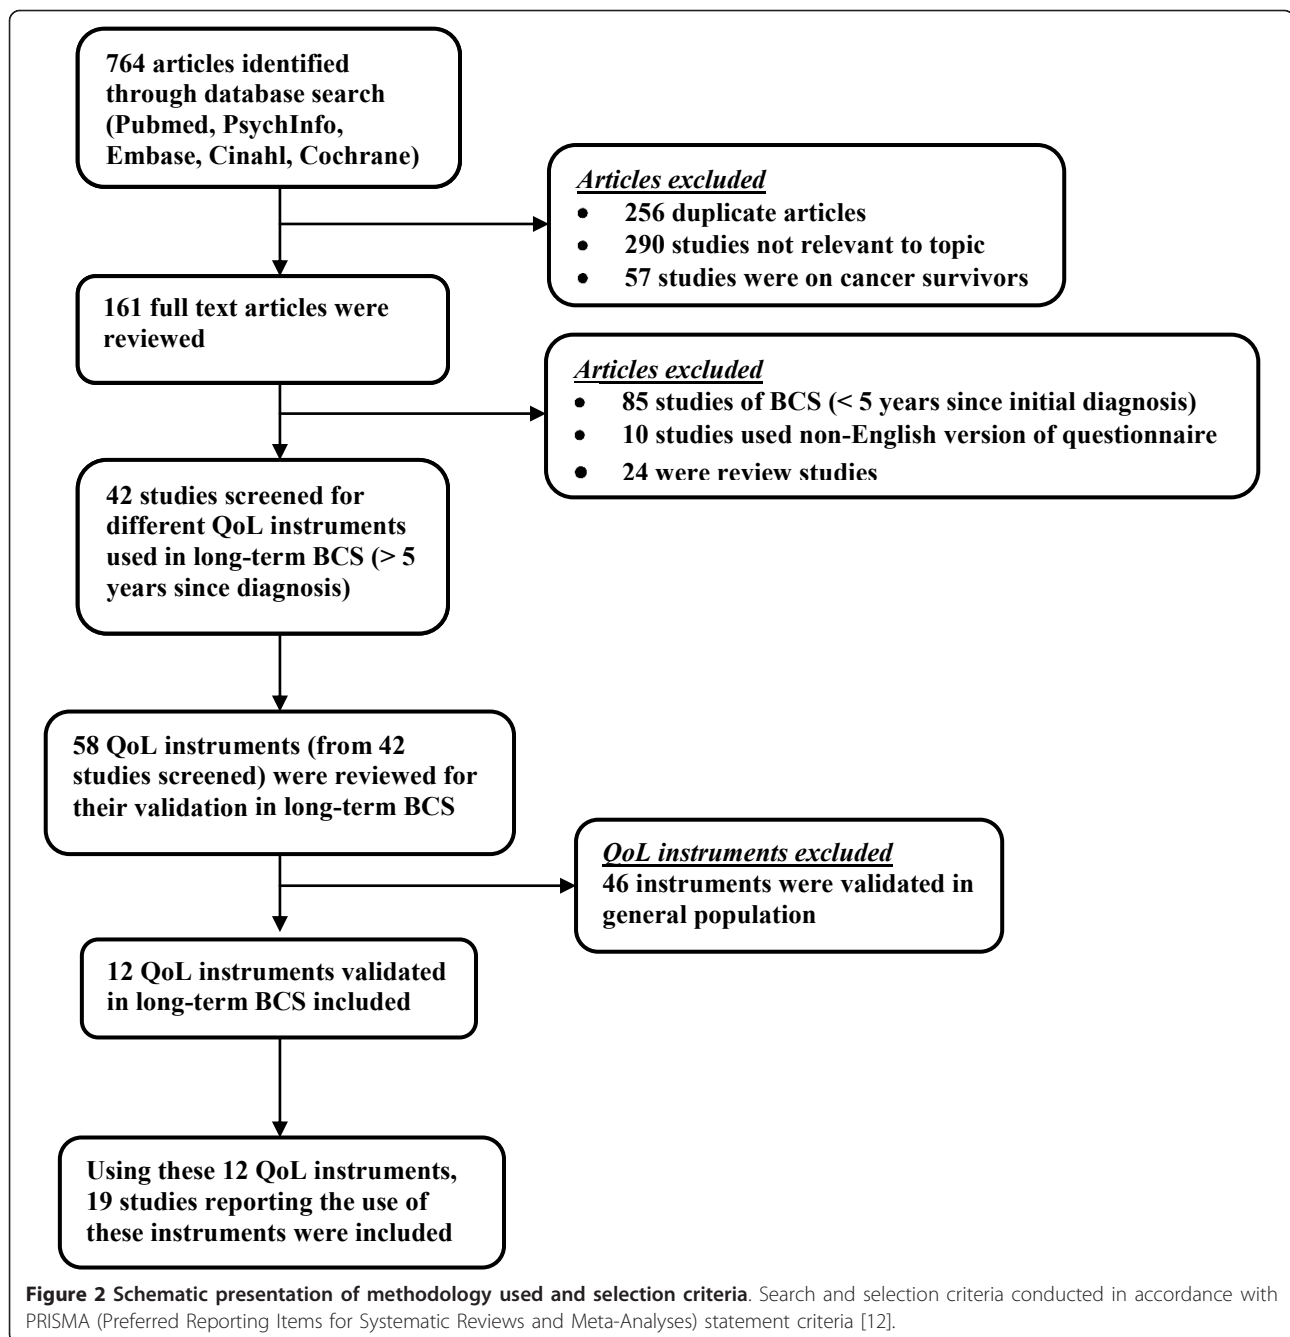 764 articles identified
through database search
(Pubmed, PsychInfo,
Embase, Cinahl, Cochrane)
Articles excluded
• 256 duplicate articles
• 290 studies not relevant to topic
• 57 studies were on cancer survivors
161 full text articles were
reviewed
Articles excluded
• 85 studies of BCS (< 5 years since initial diagnosis)
• 10 studies used non-English version of questionnaire
• 24 were review studies
42 studies screened for
different QoL instruments
used in long-term BCS (> 5
years since diagnosis)
58 QoL instruments (from 42
studies screened) were reviewed for
their validation in long-term BCS
QoL instruments excluded
46 instruments were validated in
general population
12 QoL instruments validated
in long-term BCS included
Using these 12 QoL instruments,
19 studies reporting the use of
these instruments were included
Figure 2 Schematic presentation of methodology used and selection criteria. Search and selection criteria conducted in accordance with
PRISMA (Preferred Reporting Items for Systematic Reviews and Meta-Analyses) statement criteria [12].